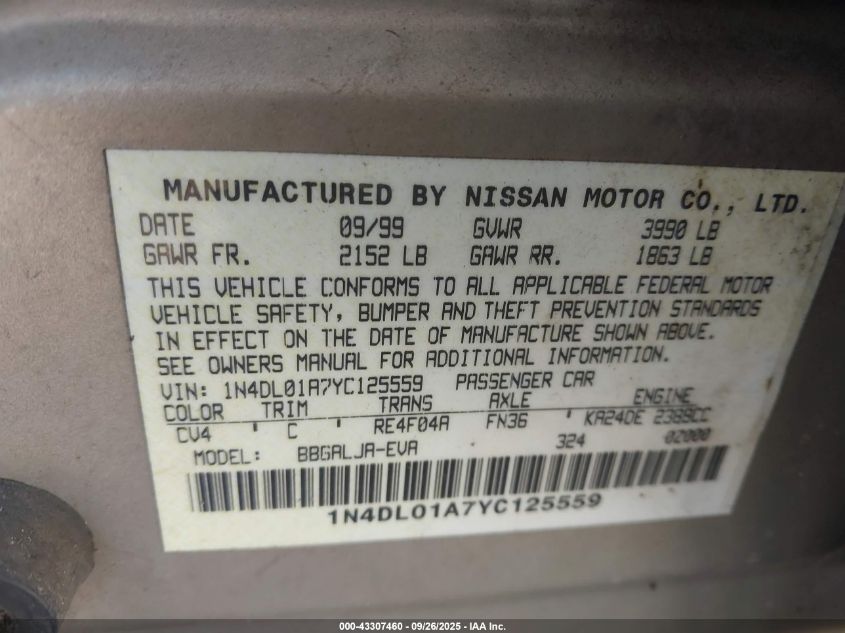 MANUFACTURED BY NISSAN MOTOR CO., LTD.
DATE 09/99 GVWR 3990 LB
GAWR FR. 2152 LB GAWR RR. 1863 LB
THIS VEHICLE CONFORMS TO ALL APPLICABLE FEDERAL MOTOR
VEHICLE SAFETY, BUMPER AND THEFT PREVENTION STANDARDS
IN EFFECT ON THE DATE OF MANUFACTURE SHOWN ABOVE.
SEE OWNERS MANUAL FOR ADDITIONAL INFORMATION.
VIN: 1N4DL01A7YC125559 PASSENGER CAR
COLOR TRIM TRANS AXLE ENGINE
CV4 ' C RE4F04A FN36 ' KA24DE 2389CC
MODEL: BBGALJA-EVA 324 02000
1N4DL01A7YC125559
000-43307460 - 09/26/2025 - IAA Inc.